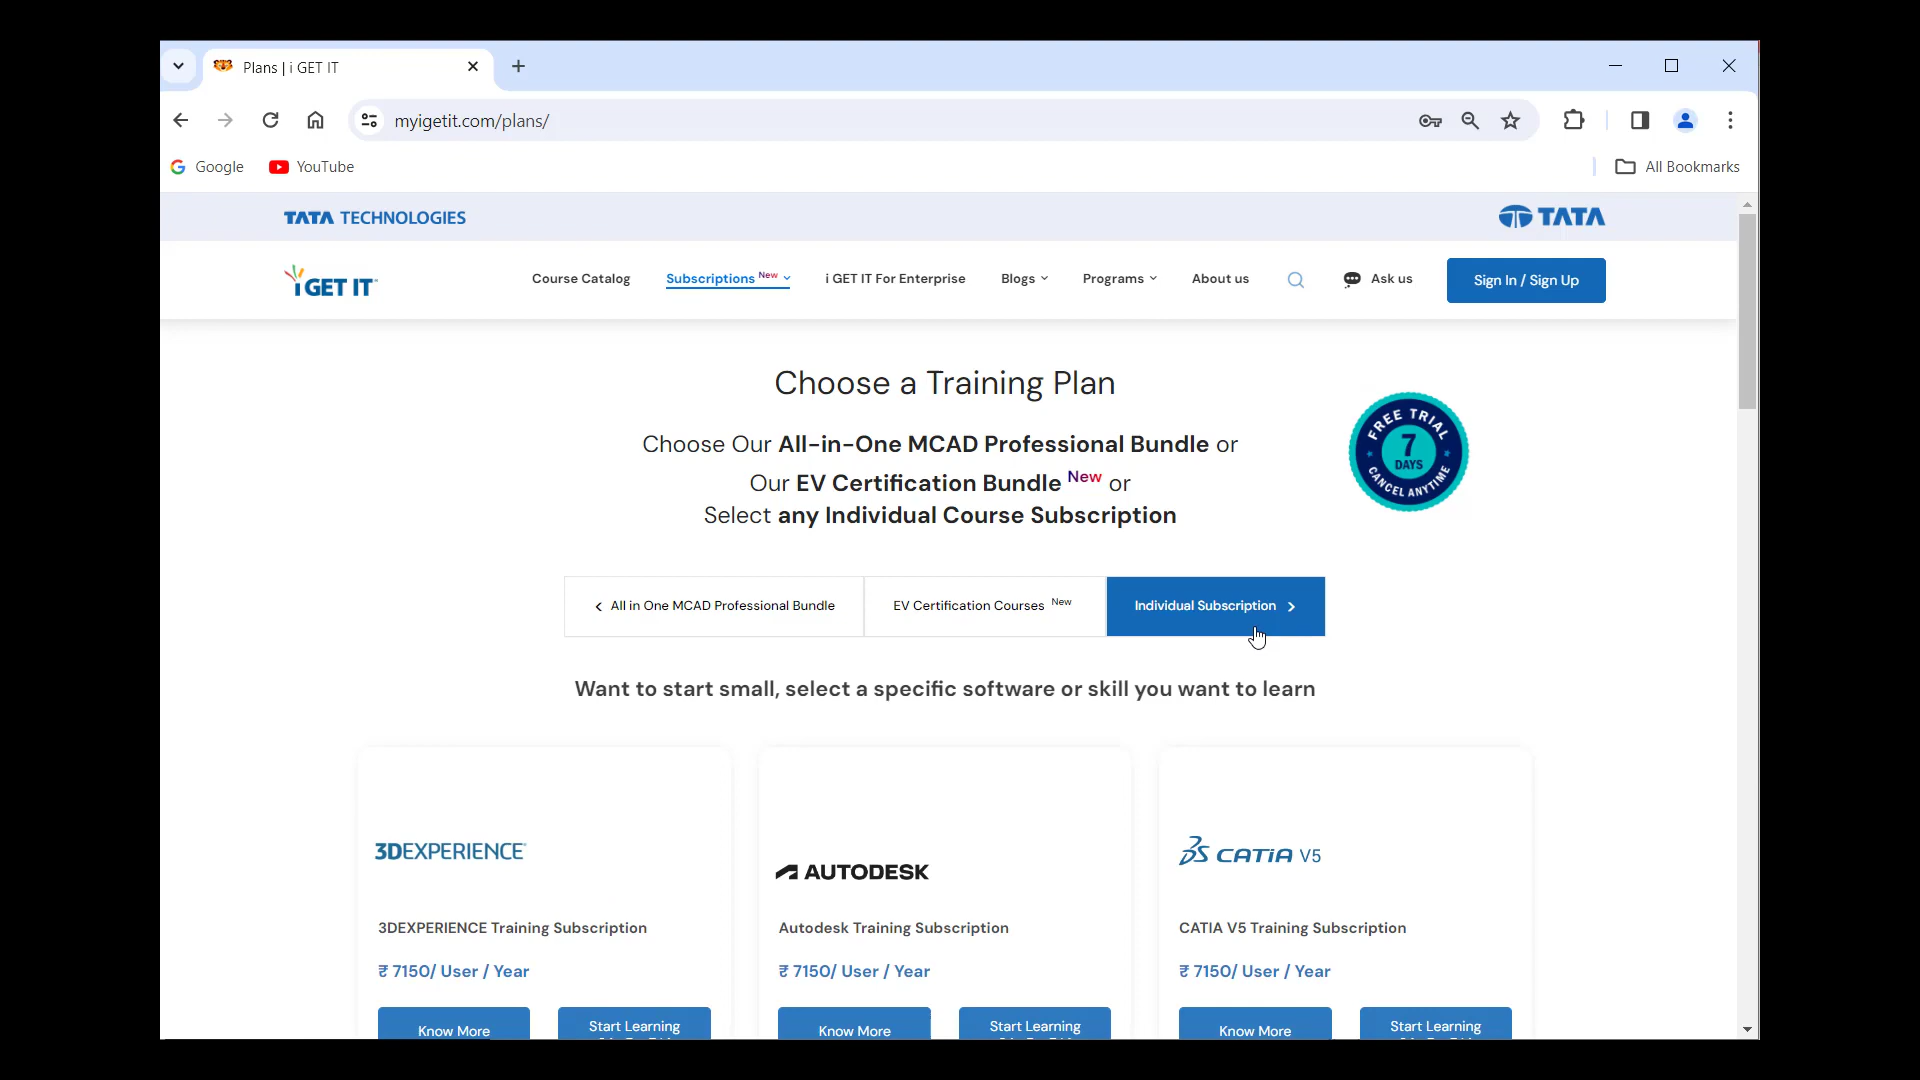 Plans | i GET IT
myigetit.com/plans/
Google
YouTube
All Bookmarks
TATA TECHNOLOGIES
TATA
i GET IT
Course Catalog
Subscriptions New
i GET IT For Enterprise
Blogs
Programs
About us
Ask us
Sign In / Sign Up
Choose a Training Plan
Choose Our All-in-One MCAD Professional Bundle or
Our EV Certification Bundle New or
Select any Individual Course Subscription
FREE TRIAL
7
DAYS
CANCEL ANYTIME
All in One MCAD Professional Bundle
EV Certification Courses New
Individual Subscription
Want to start small, select a specific software or skill you want to learn
3DEXPERIENCE
AUTODESK
CATIA V5
3DEXPERIENCE Training Subscription
Autodesk Training Subscription
CATIA V5 Training Subscription
₹ 7150/ User / Year
₹ 7150/ User / Year
₹ 7150/ User / Year
Know More
Start Learning
Know More
Start Learning
Know More
Start Learning